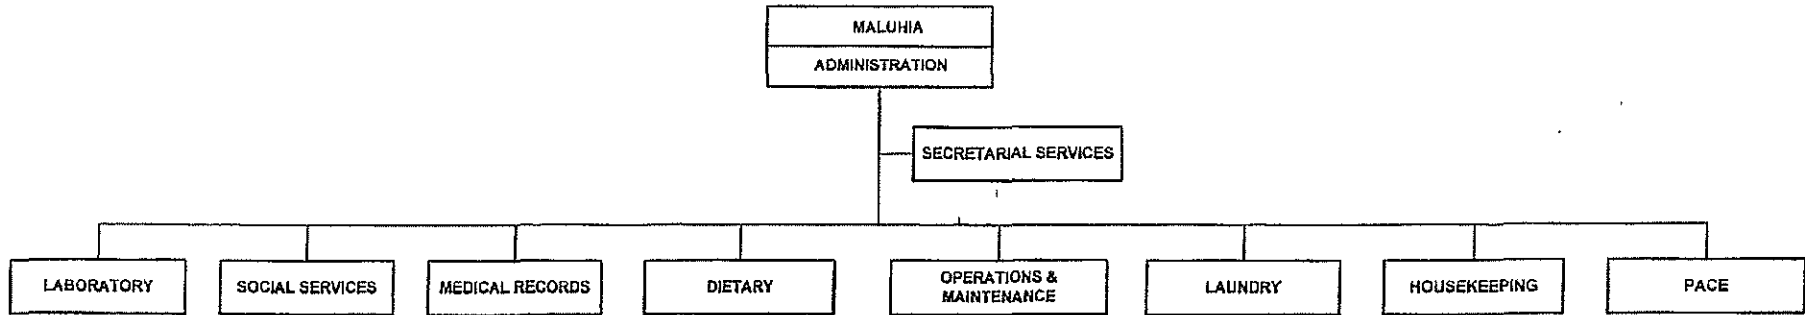 MALUHIA
ADMINISTRATION
SECRETARIAL SERVICES
LABORATORY
SOCIAL SERVICES
MEDICAL RECORDS
DIETARY
OPERATIONS &
MAINTENANCE
LAUNDRY
HOUSEKEEPING
PACE